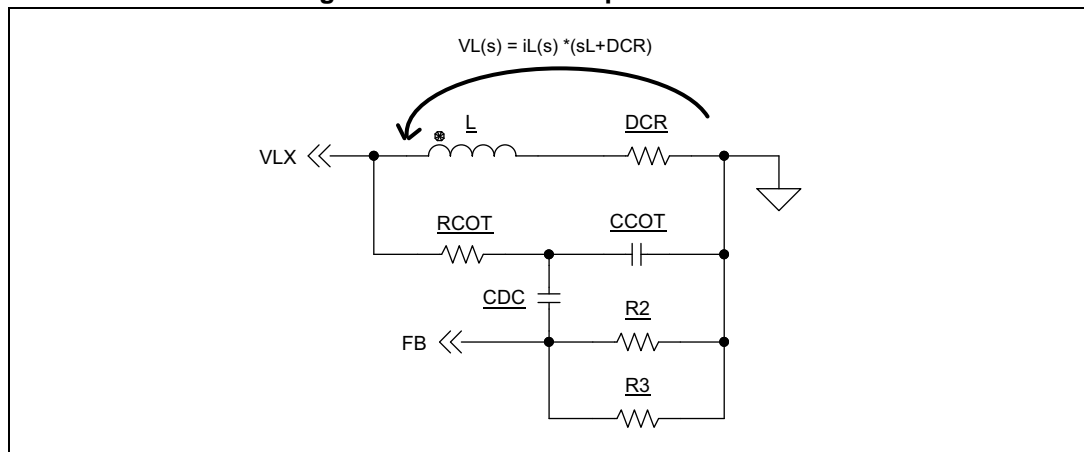 VL(s) = iL(s) *(sL+DCR)
L
DCR
VLX
RCOT
CCOT
CDC
R2
FB
R3